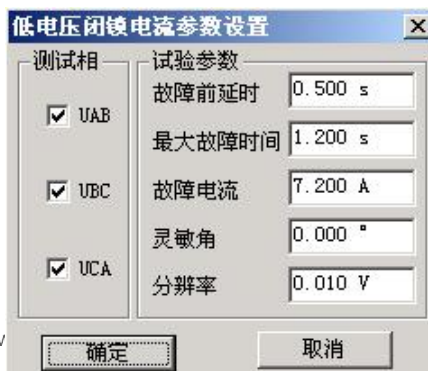 低电压闭锁电流参数设置
测试相
UAB
UBC
UCA
试验参数
故障前延时 0.500 s
最大故障时间 1.200 s
故障电流 7.200 A
灵敏角 0.000 °
分辨率 0.010 V
确定
取消